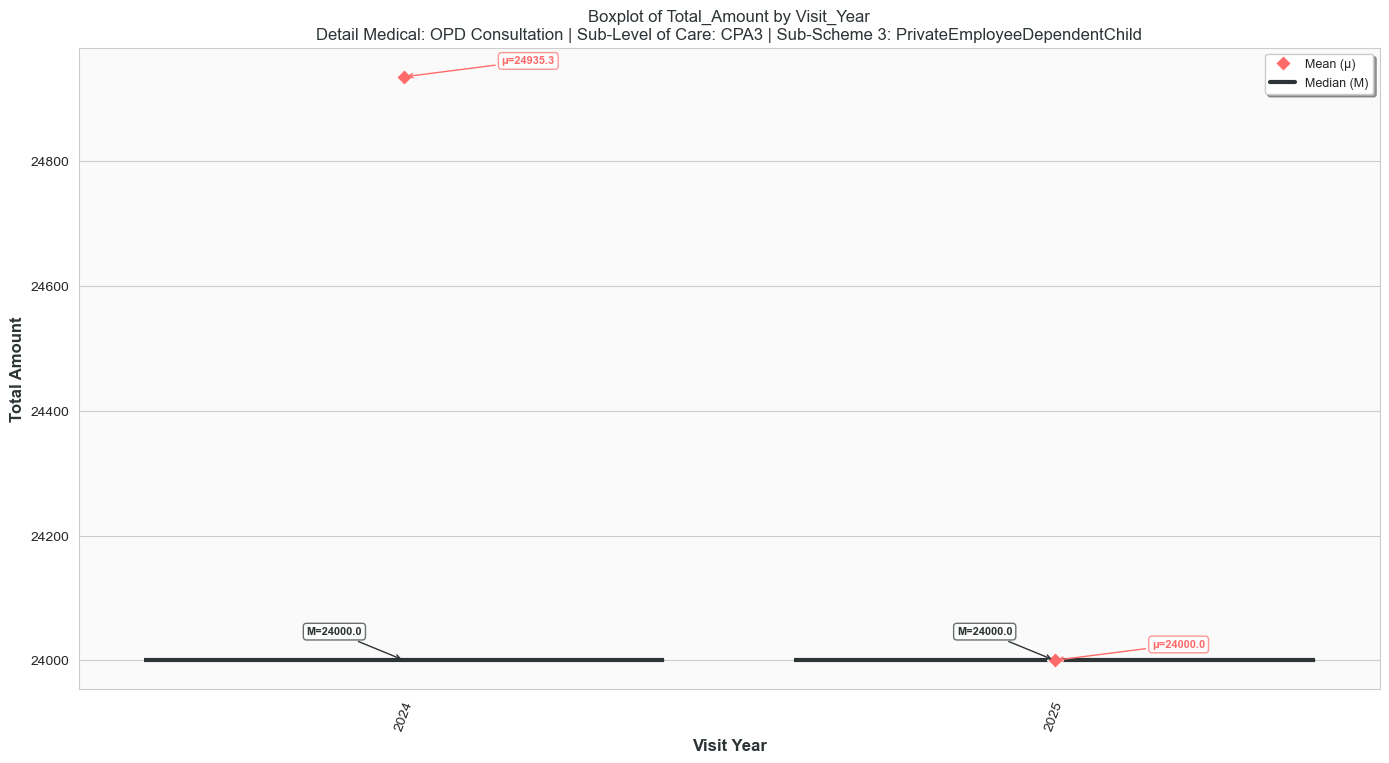 Boxplot of Total_Amount by Visit_Year
Detail Medical: OPD Consultation | Sub-Level of Care: CPA3 | Sub-Scheme 3: PrivateEmployeeDependentChild
μ=24935.3
Mean (μ)
Median (M)
24800
24600
24400
24200
24000
Total Amount
M=24000.0
M=24000.0
μ=24000.0
2024
2025
Visit Year